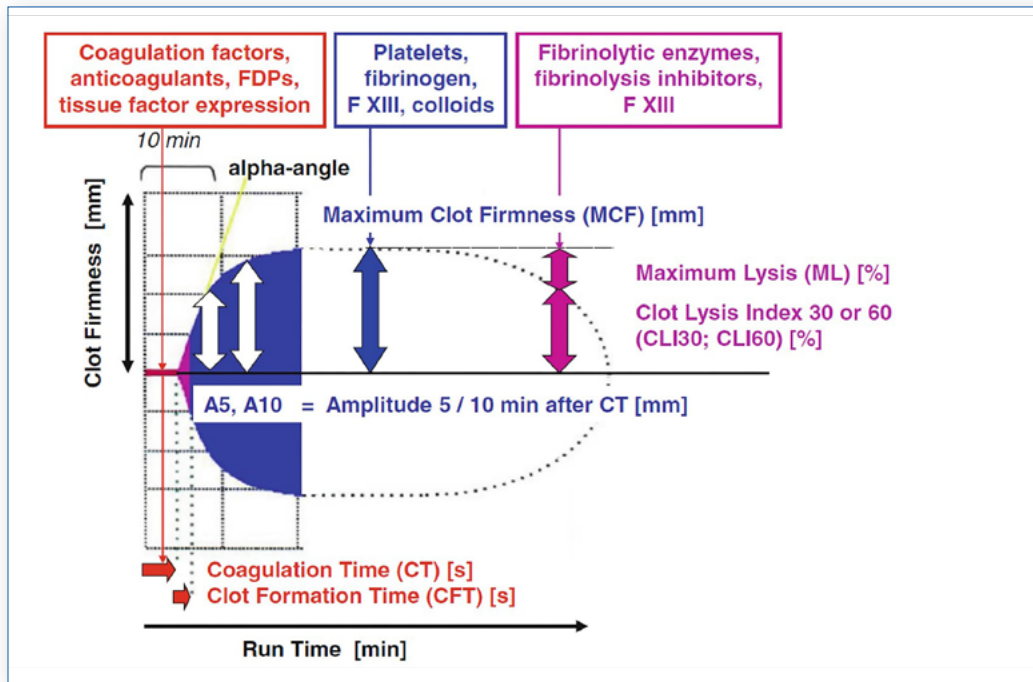 Coagulation factors,
anticoagulants, FDPs,
tissue factor expression
Platelets,
fibrinogen,
F XIII, colloids
Fibrinolytic enzymes,
fibrinolysis inhibitors,
F XIII
10 min
alpha-angle
Clot Firmness [mm]
Maximum Clot Firmness (MCF) [mm]
Maximum Lysis (ML) [%]
Clot Lysis Index 30 or 60
(CLI30; CLI60) [%]
A5, A10 = Amplitude 5 / 10 min after CT [mm]
Coagulation Time (CT) [s]
Clot Formation Time (CFT) [s]
Run Time [min]